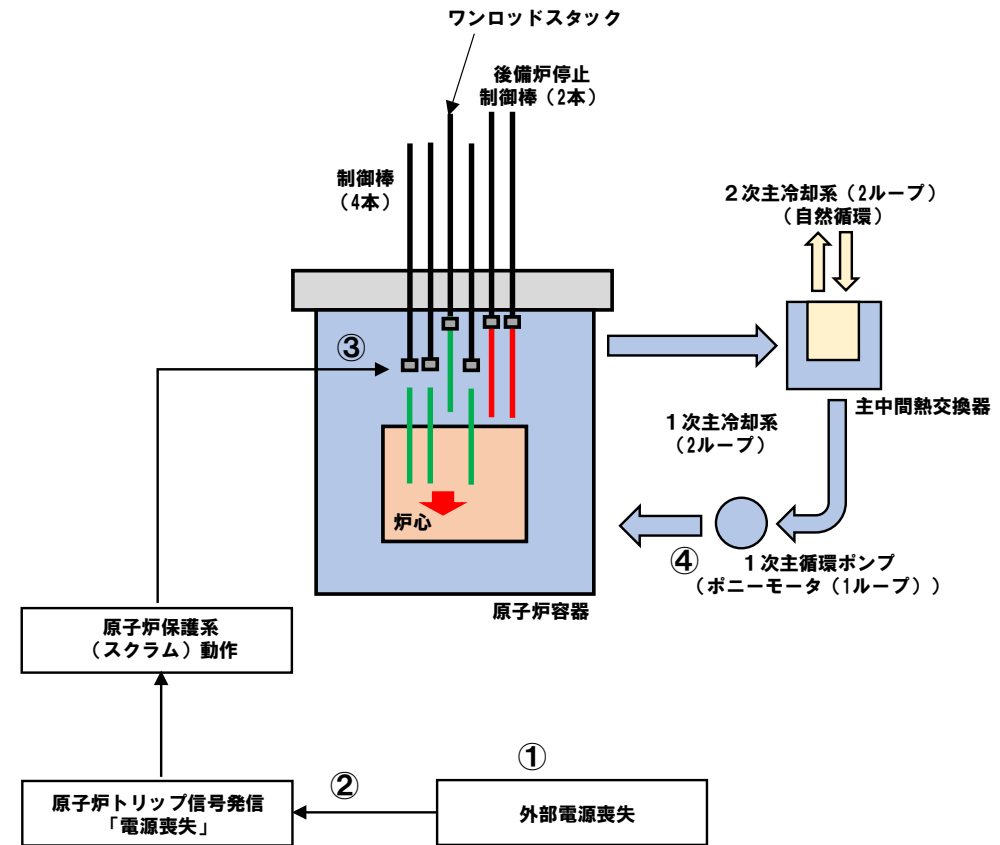 ワンロッドスタック
後備炉停止
制御棒（2本）
制御棒
（4本）
２次主冷却系（2ループ）
（自然循環）
③
主中間熱交換器
１次主冷却系
（2ループ）
炉心
④
１次主循環ポンプ
（ポニーモータ（1ループ））
原子炉容器
原子炉保護系
（スクラム）動作
①
②
原子炉トリップ信号発信
「電源喪失」
外部電源喪失